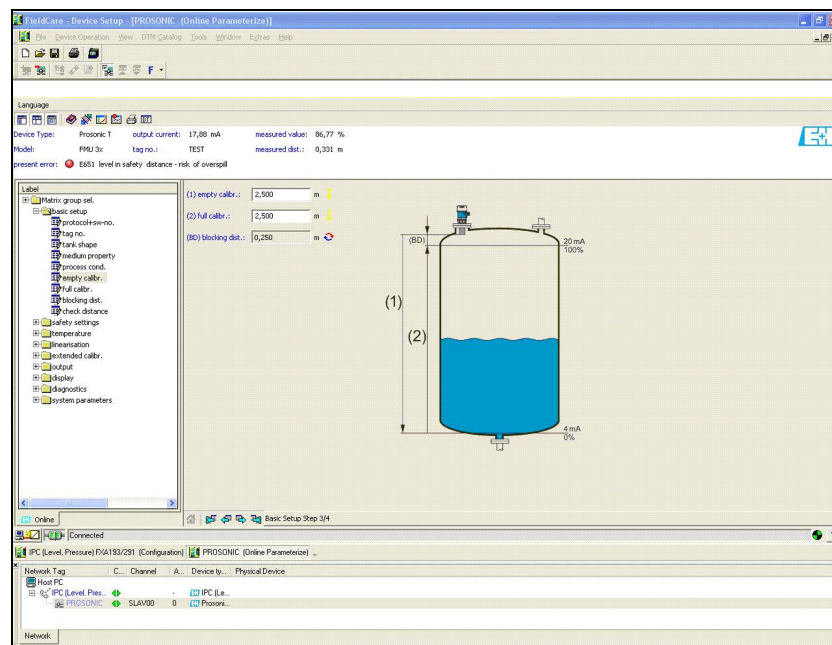 FieldCare - Device Setup - [PROSONIC (Online Parameterize)]
File Device Operation View DTM Catalog Tools Window Extras Help
F
Language
Device Type: Prosonic T output current: 17,88 mA measured value: 86,77 %
Model: FMU 3x tag no.: TEST measured dist.: 0,331 m
present error: E651 level in safety distance - risk of overspill
Label
Matrix group sel.
basic setup
protocol+sw-no.
tag no.
tank shape
medium property
process cond.
empty calibr.
full calibr.
blocking dist.
check distance
safety settings
temperature
linearisation
extended calibr.
output
display
diagnostics
system parameters
(1) empty calibr.: 2,500 m
(2) full calibr.: 2,500 m
(BD) blocking dist.: 0,250 m
(BD)
20 mA
100%
(1)
(2)
4 mA
0%
Online
Basic Setup Step 3/4
Connected
IPC (Level, Pressure) FXA193/291 (Configuration) PROSONIC (Online Parameterize)
Network Tag C... Channel A... Device ty... Physical Device
Host PC
IPC (Level, Pres... - IPC (Le...
PROSONIC SLAV00 0 Prosoni...
Network